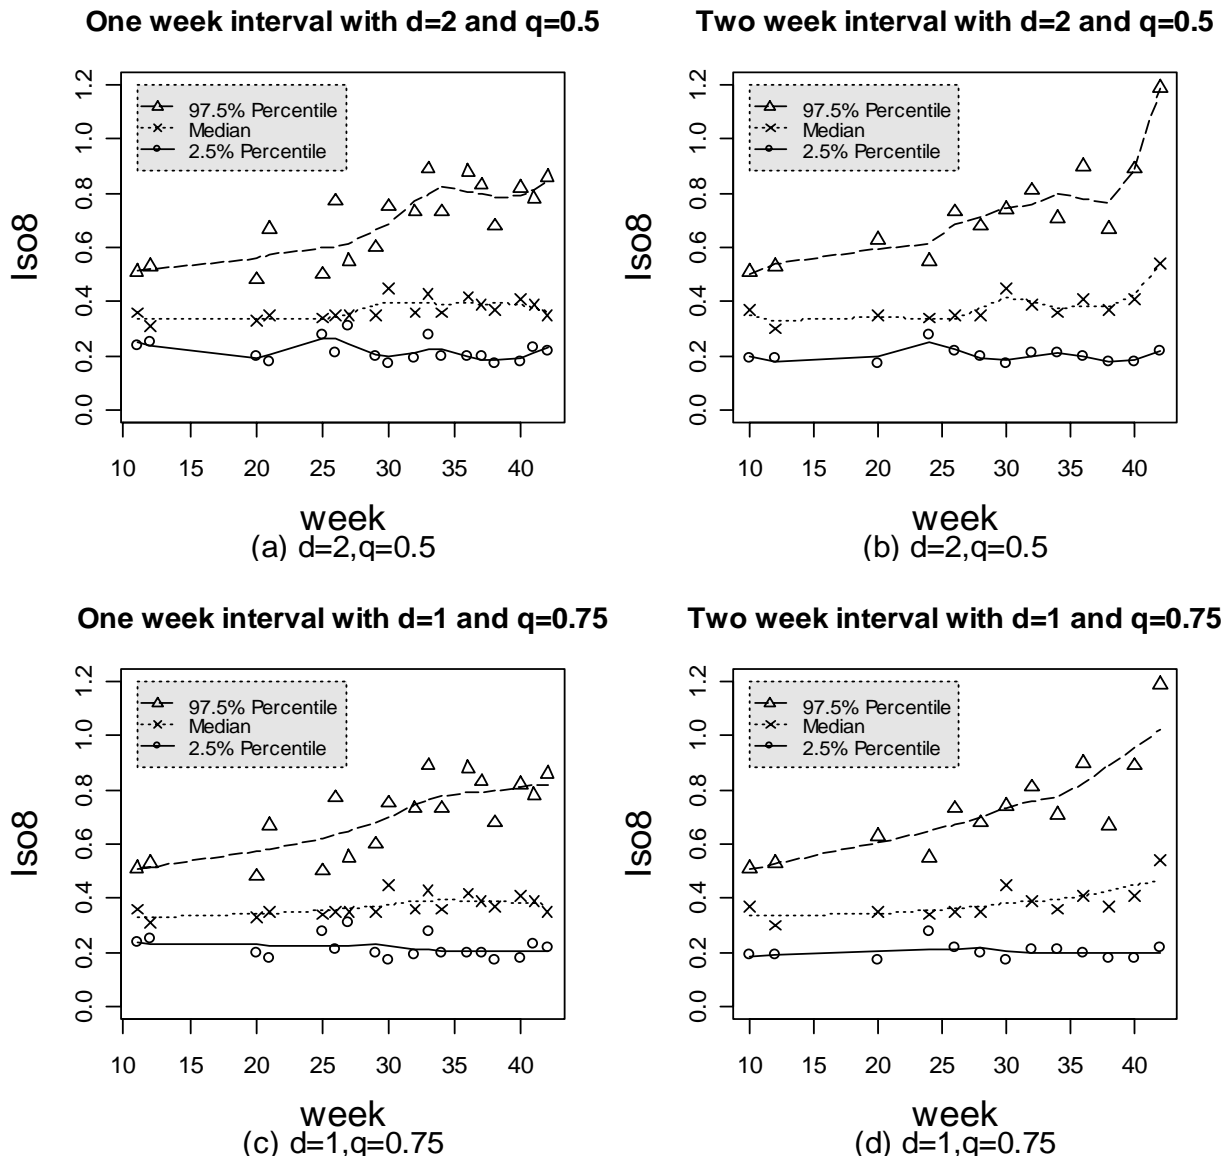 One week interval with d=2 and q=0.5
Iso8
1.2
1.0
0.8
0.6
0.4
0.2
0.0
97.5% Percentile
Median
2.5% Percentile
10 15 20 25 30 35 40
week
(a) d=2,q=0.5
Two week interval with d=2 and q=0.5
Iso8
1.2
1.0
0.8
0.6
0.4
0.2
0.0
97.5% Percentile
Median
2.5% Percentile
10 15 20 25 30 35 40
week
(b) d=2,q=0.5
One week interval with d=1 and q=0.75
Iso8
1.2
1.0
0.8
0.6
0.4
0.2
0.0
97.5% Percentile
Median
2.5% Percentile
10 15 20 25 30 35 40
week
(c) d=1,q=0.75
Two week interval with d=1 and q=0.75
Iso8
1.2
1.0
0.8
0.6
0.4
0.2
0.0
97.5% Percentile
Median
2.5% Percentile
10 15 20 25 30 35 40
week
(d) d=1,q=0.75